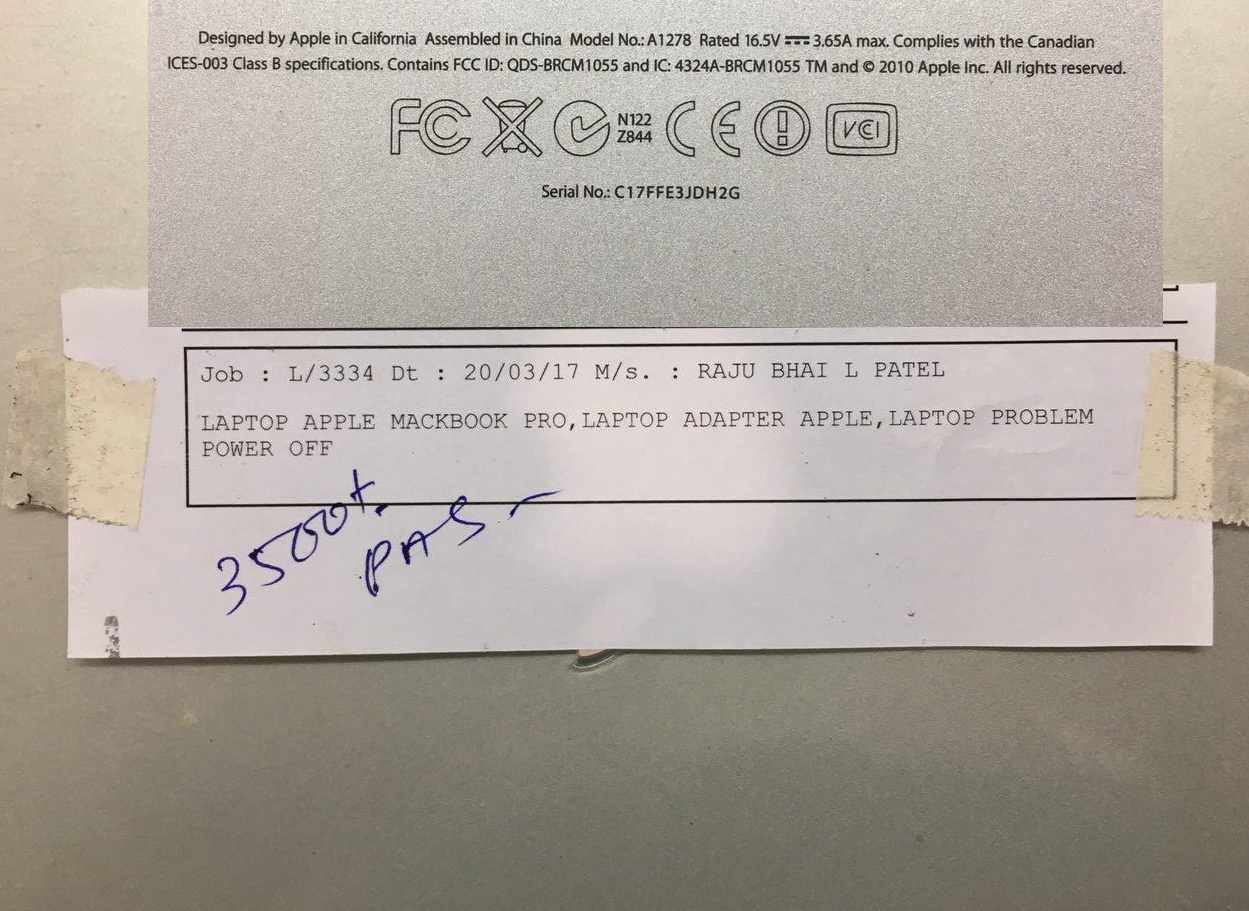 Designed by Apple in California Assembled in China Model No.: A1278 Rated 16.5V ⎓ 3.65A max. Complies with the Canadian
ICES-003 Class B specifications. Contains FCC ID: QDS-BRCM1055 and IC: 4324A-BRCM1055 TM and © 2010 Apple Inc. All rights reserved.
FC N122 CE VCI
Z844
Serial No.: C17FFE3JDH2G
Job : L/3334 Dt : 20/03/17 M/s. : RAJU BHAI L PATEL
LAPTOP APPLE MACKBOOK PRO,LAPTOP ADAPTER APPLE,LAPTOP PROBLEM
POWER OFF
3500+
PAS